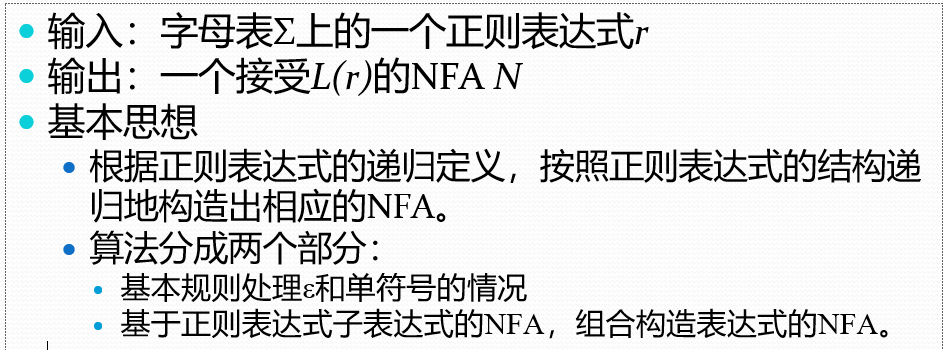 输入：字母表Σ上的一个正则表达式r
输出：一个接受L(r)的NFA N
基本思想
根据正则表达式的递归定义，按照正则表达式的结构递
归地构造出相应的NFA。
算法分成两个部分：
基本规则处理ε和单符号的情况
基于正则表达式子表达式的NFA，组合构造表达式的NFA。